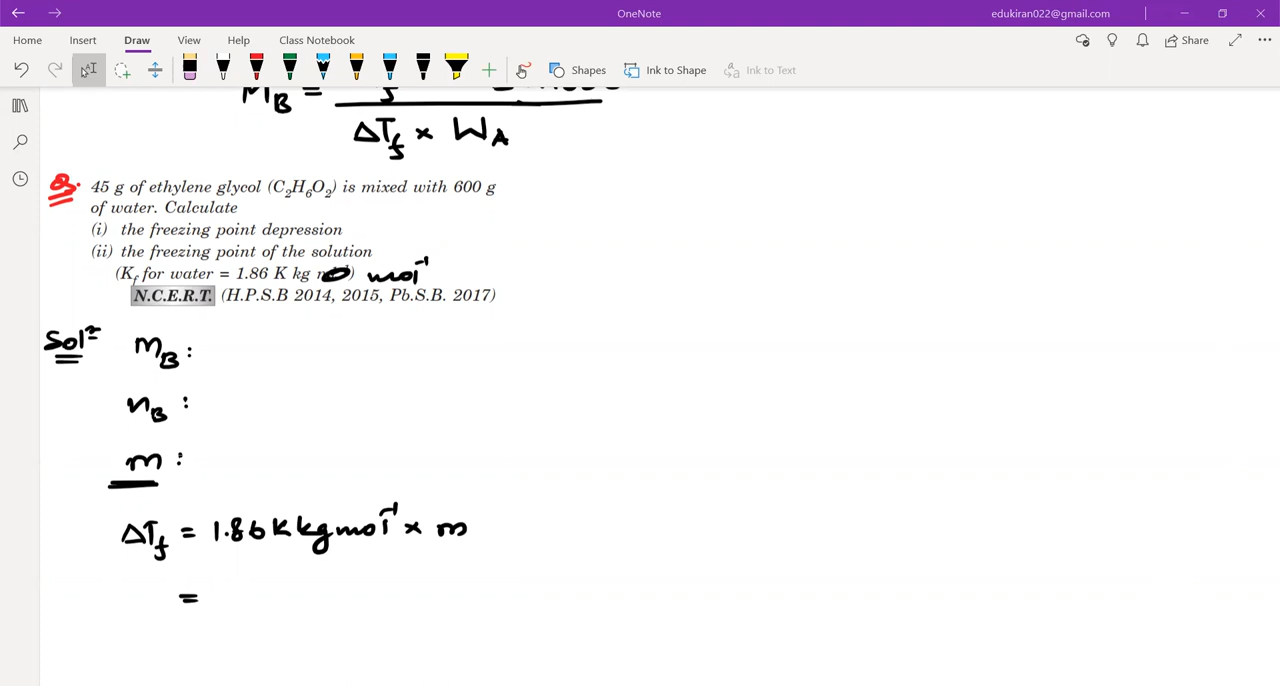 OneNote
edukiran022@gmail.com
Home Insert Draw View Help Class Notebook
Share
Shapes Ink to Shape Ink to Text
M_B =
ΔT_f × W_A
Q. 45 g of ethylene glycol (C₂H₆O₂) is mixed with 600 g
of water. Calculate
(i) the freezing point depression
(ii) the freezing point of the solution
(K_f for water = 1.86 K kg ) mol⁻¹
N.C.E.R.T. (H.P.S.B 2014, 2015, Pb.S.B. 2017)
Solⁿ M_B :
n_B :
m :
ΔT_f = 1.86 K kg mol⁻¹ × m
=